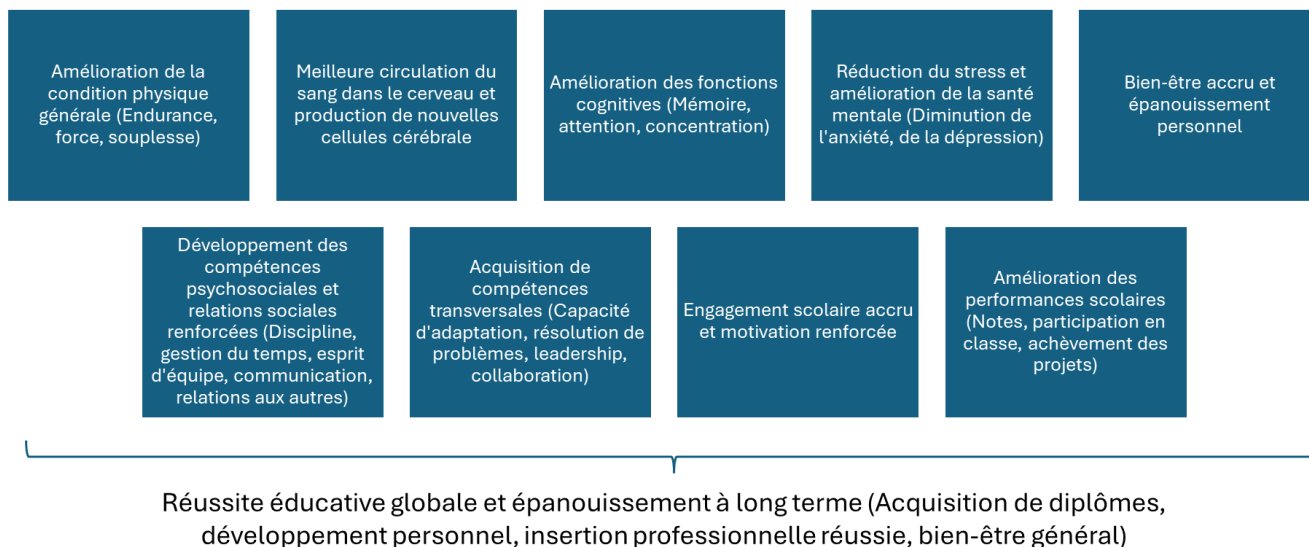 Amélioration de la
condition physique
générale (Endurance,
force, souplesse)
Meilleure circulation du
sang dans le cerveau et
production de nouvelles
cellules cérébrale
Amélioration des fonctions
cognitives (Mémoire,
attention, concentration)
Réduction du stress et
amélioration de la santé
mentale (Diminution de
l'anxiété, de la dépression)
Bien-être accru et
épanouissement
personnel
Développement des
compétences
psychosociales et
relations sociales
renforcées (Discipline,
gestion du temps, esprit
d'équipe, communication,
relations aux autres)
Acquisition de
compétences
transversales (Capacité
d'adaptation, résolution de
problèmes, leadership,
collaboration)
Engagement scolaire accru
et motivation renforcée
Amélioration des
performances scolaires
(Notes, participation en
classe, achèvement des
projets)
Réussite éducative globale et épanouissement à long terme (Acquisition de diplômes,
développement personnel, insertion professionnelle réussie, bien-être général)